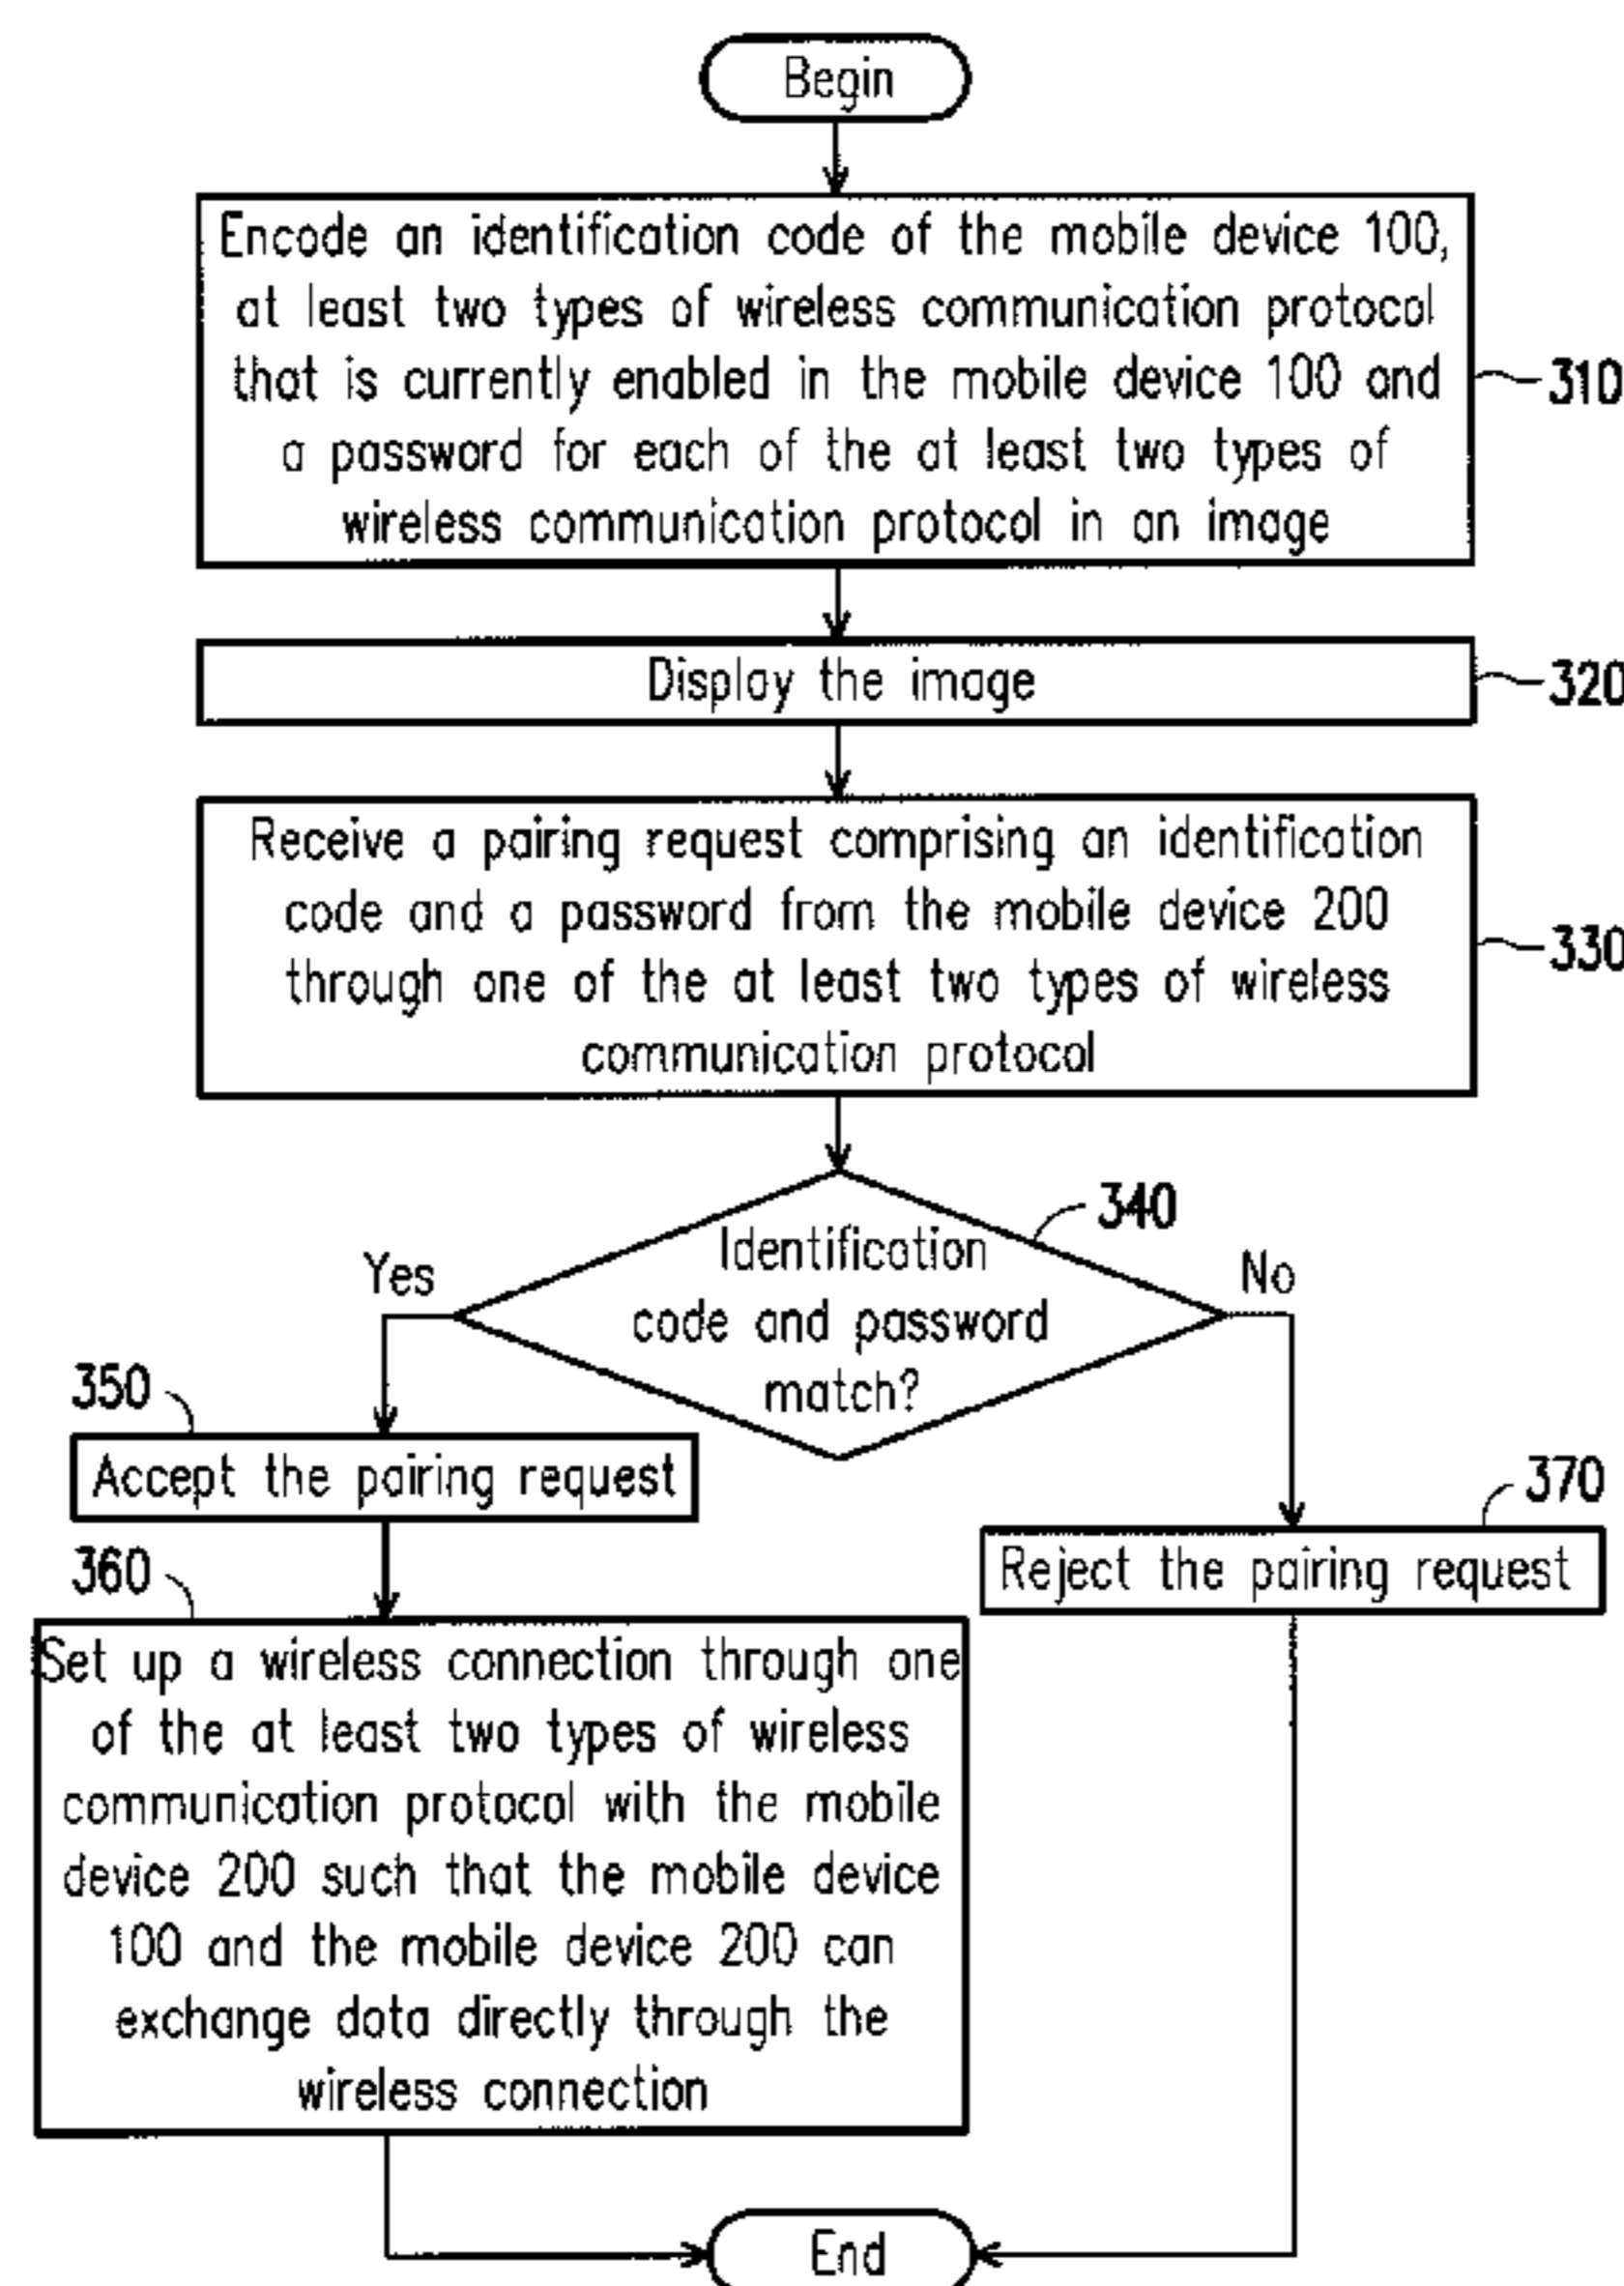 Begin
Encode an identification code of the mobile device 100,
at least two types of wireless communication protocol
that is currently enabled in the mobile device 100 and
a password for each of the at least two types of
wireless communication protocol in an image
310
Display the image
320
Receive a pairing request comprising an identification
code and a password from the mobile device 200
through one of the at least two types of wireless
communication protocol
330
340
Identification
code and password
match?
Yes
No
350
Accept the pairing request
370
Reject the pairing request
360
Set up a wireless connection through one
of the at least two types of wireless
communication protocol with the mobile
device 200 such that the mobile device
100 and the mobile device 200 can
exchange data directly through the
wireless connection
End